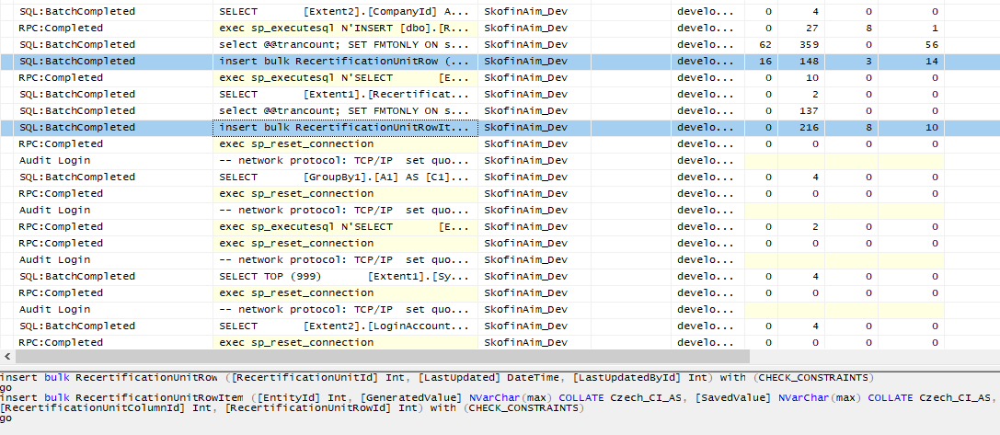 SQL:BatchCompleted SELECT [Extent2].[CompanyId] A... SkofinAim_Dev develo... 0 4 0 0
RPC:Completed exec sp_executesql N'INSERT [dbo].[R... SkofinAim_Dev develo... 0 27 8 1
SQL:BatchCompleted select @@trancount; SET FMTONLY ON s... SkofinAim_Dev develo... 62 359 0 56
SQL:BatchCompleted insert bulk RecertificationUnitRow (... SkofinAim_Dev develo... 16 148 3 14
RPC:Completed exec sp_executesql N'SELECT [E... SkofinAim_Dev develo... 0 10 0 0
SQL:BatchCompleted SELECT [Extent1].[Recertificat... SkofinAim_Dev develo... 0 2 0 0
SQL:BatchCompleted select @@trancount; SET FMTONLY ON s... SkofinAim_Dev develo... 0 137 0 0
SQL:BatchCompleted insert bulk RecertificationUnitRowIt... SkofinAim_Dev develo... 0 216 8 10
RPC:Completed exec sp_reset_connection SkofinAim_Dev develo... 0 0 0 0
Audit Login -- network protocol: TCP/IP set quo... SkofinAim_Dev develo...
SQL:BatchCompleted SELECT [GroupBy1].[A1] AS [C1]... SkofinAim_Dev develo... 0 4 0 0
RPC:Completed exec sp_reset_connection SkofinAim_Dev develo... 0 0 0 0
Audit Login -- network protocol: TCP/IP set quo... SkofinAim_Dev develo...
RPC:Completed exec sp_executesql N'SELECT [E... SkofinAim_Dev develo... 0 2 0 0
RPC:Completed exec sp_reset_connection SkofinAim_Dev develo... 0 0 0 0
Audit Login -- network protocol: TCP/IP set quo... SkofinAim_Dev develo...
SQL:BatchCompleted SELECT TOP (999) [Extent1].[Sy... SkofinAim_Dev develo... 0 4 0 0
RPC:Completed exec sp_reset_connection SkofinAim_Dev develo... 0 0 0 0
Audit Login -- network protocol: TCP/IP set quo... SkofinAim_Dev develo...
SQL:BatchCompleted SELECT [Extent2].[LoginAccount... SkofinAim_Dev develo... 0 4 0 0
RPC:Completed exec sp_reset_connection SkofinAim_Dev develo... 0 0 0 0
insert bulk RecertificationUnitRow ([RecertificationUnitId] Int, [LastUpdated] DateTime, [LastUpdatedById] Int) with (CHECK_CONSTRAINTS)
go
insert bulk RecertificationUnitRowItem ([EntityId] Int, [GeneratedValue] NVarChar(max) COLLATE Czech_CI_AS, [SavedValue] NVarChar(max) COLLATE Czech_CI_AS,
[RecertificationUnitColumnId] Int, [RecertificationUnitRowId] Int) with (CHECK_CONSTRAINTS)
go